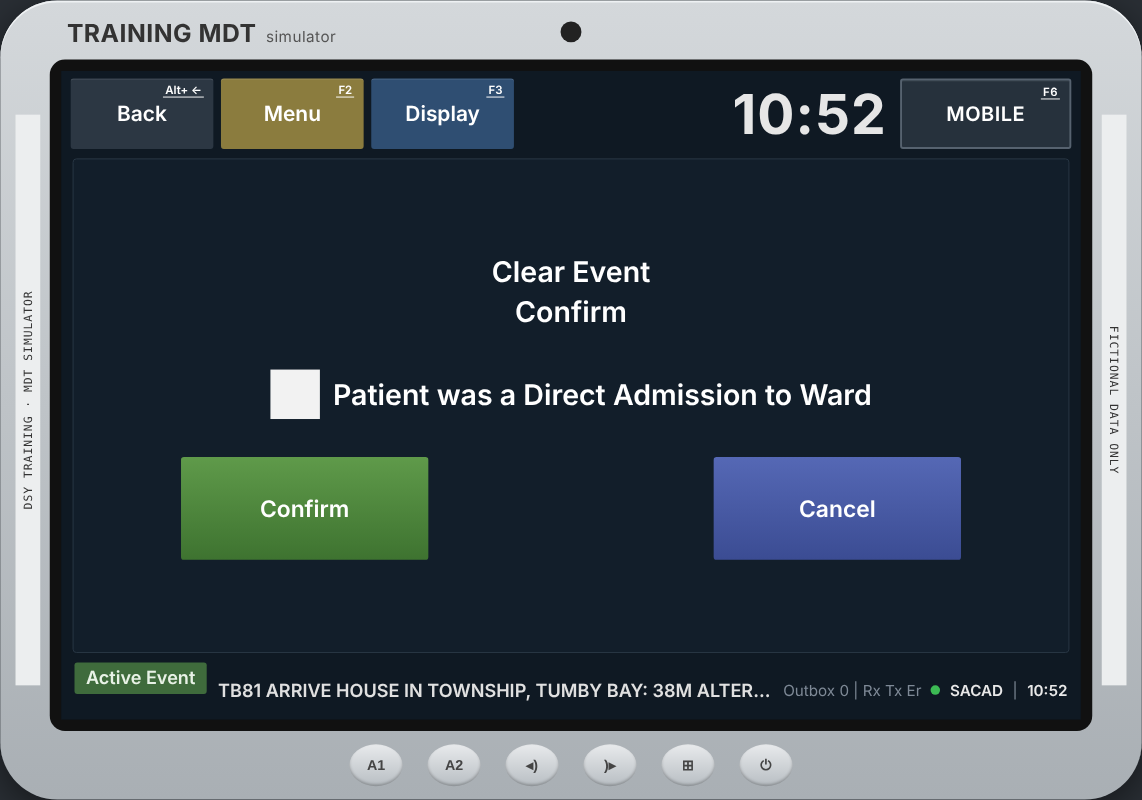 TRAINING MDT simulator
Alt+ ←
Back
F2
Menu
F3
Display
10:52
F6
MOBILE
Clear Event
Confirm
Patient was a Direct Admission to Ward
Confirm
Cancel
Active Event
TB81 ARRIVE HOUSE IN TOWNSHIP, TUMBY BAY: 38M ALTER...
Outbox 0 | Rx Tx Er
SACAD | 10:52
A1
A2
DSY TRAINING · MDT SIMULATOR
FICTIONAL DATA ONLY